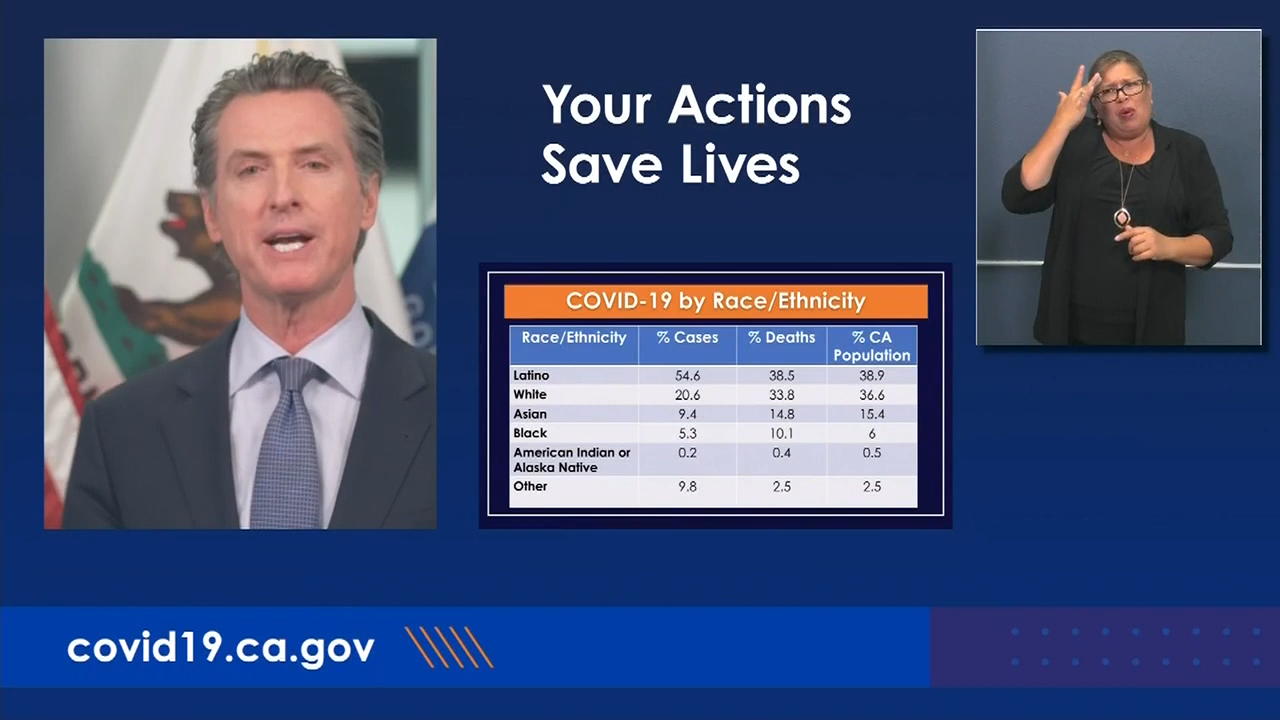 Your Actions
Save Lives
COVID-19 by Race/Ethnicity
Race/Ethnicity % Cases % Deaths % CA Population
Latino 54.6 38.5 38.9
White 20.6 33.8 36.6
Asian 9.4 14.8 15.4
Black 5.3 10.1 6
American Indian or Alaska Native 0.2 0.4 0.5
Other 9.8 2.5 2.5
covid19.ca.gov